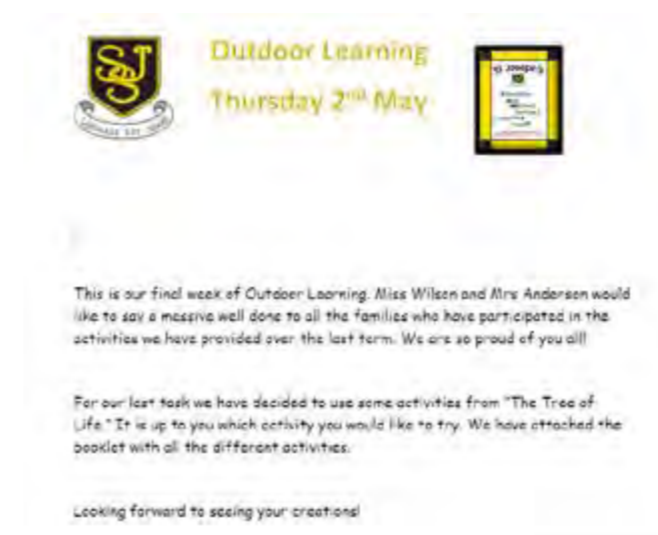 Outdoor Learning
Thursday 2nd May
This is our final week of Outdoor Learning. Miss Wilson and Mrs Anderson would
like to say a massive well done to all the families who have participated in the
activities we have provided over the last term. We are so proud of you all!
For our last task we have decided to use some activities from "The Tree of
Life." It is up to you which activity you would like to try. We have attached the
booklet with all the different activities.
Looking forward to seeing your creations!